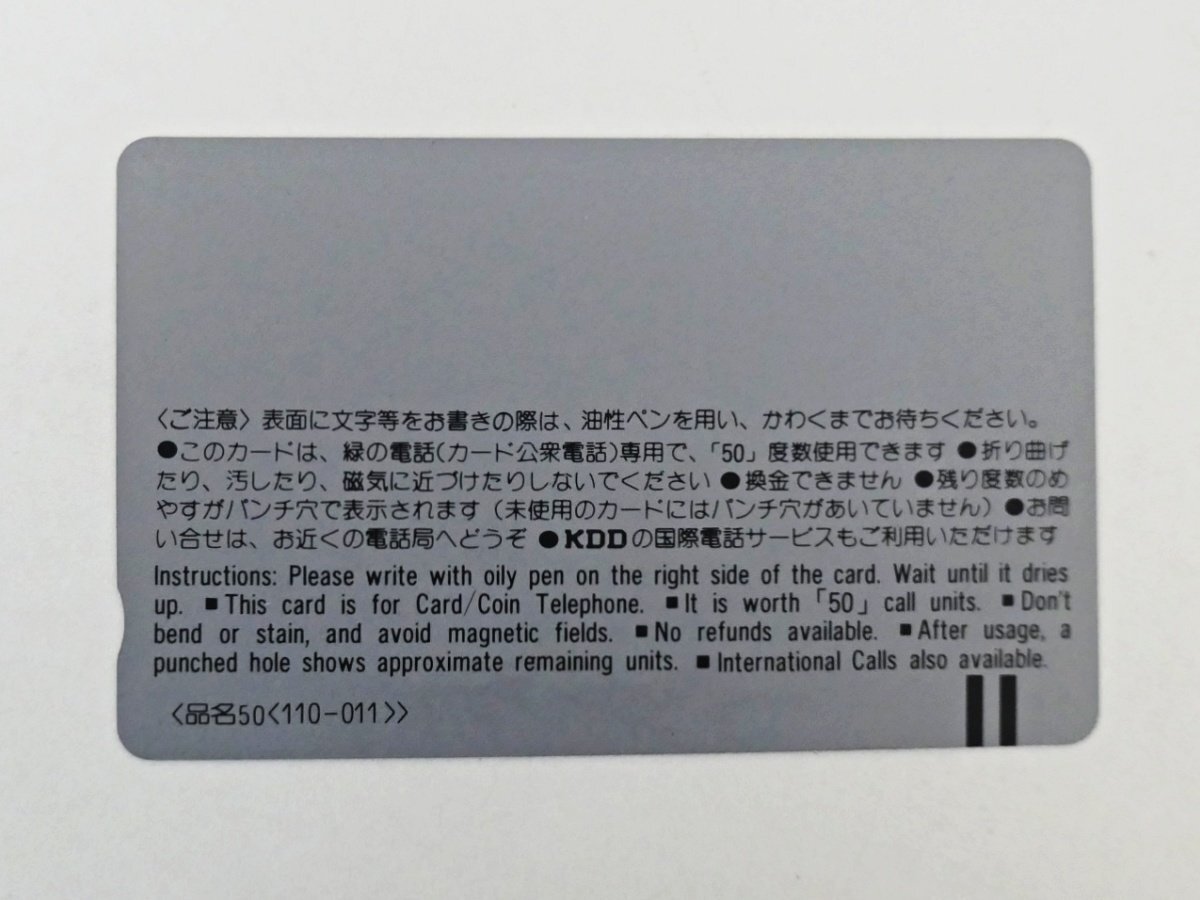 〈ご注意〉表面に文字等をお書きの際は、油性ペンを用い、かわくまでお待ちください。
●このカードは、緑の電話(カード公衆電話)専用で、「50」度数使用できます ●折り曲げ
たり、汚したり、磁気に近づけたりしないでください ●換金できません ●残り度数のめ
やすがパンチ穴で表示されます（未使用のカードにはパンチ穴があいていません）●お問
い合せは、お近くの電話局へどうぞ ●KDDの国際電話サービスもご利用いただけます
Instructions: Please write with oily pen on the right side of the card. Wait until it dries
up. ■This card is for Card/Coin Telephone. ■It is worth「50」call units. ■Don't
bend or stain, and avoid magnetic fields. ■No refunds available. ■After usage, a
punched hole shows approximate remaining units. ■International Calls also available.
〈品名50〈110-011〉〉